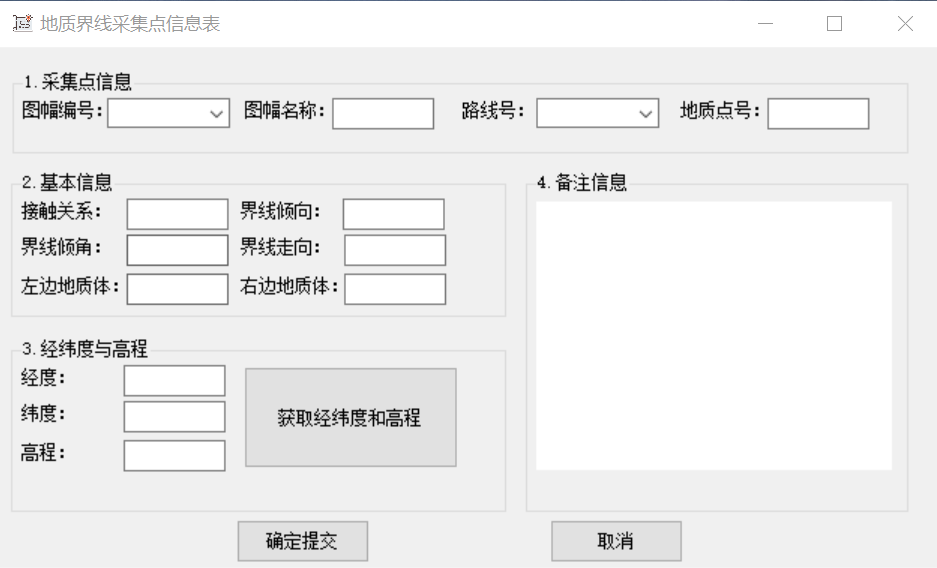 地质界线采集点信息表
1.采集点信息
图幅编号： 图幅名称： 路线号： 地质点号：
2.基本信息
接触关系： 界线倾向：
界线倾角： 界线走向：
左边地质体： 右边地质体：
3.经纬度与高程
经度：
纬度：
高程：
获取经纬度和高程
4.备注信息
确定提交 取消